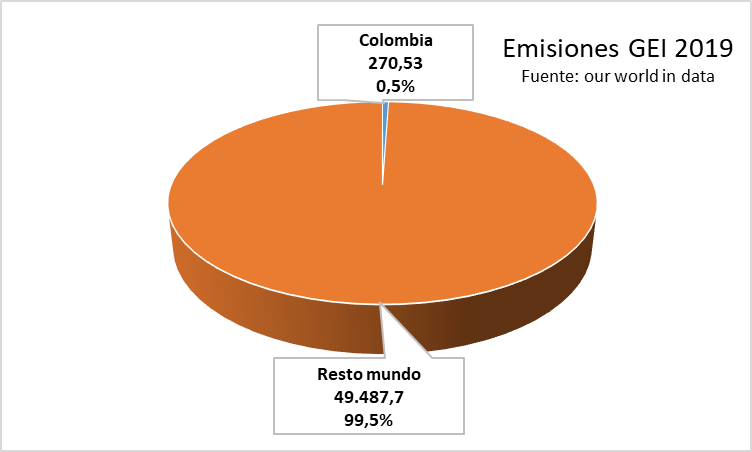 Emisiones GEI 2019
Fuente: our world in data
Colombia
270,53
0,5%
Resto mundo
49.487,7
99,5%